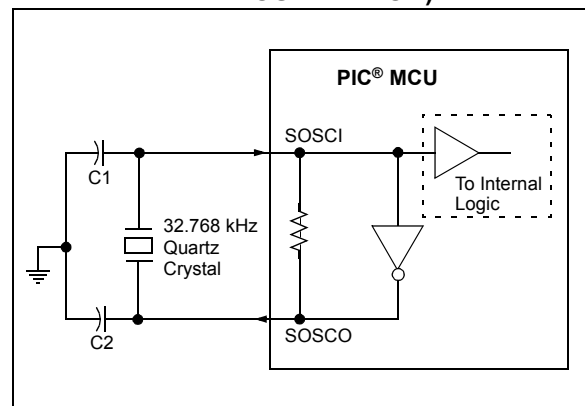 PIC® MCU
SOSCI
C1
To Internal
Logic
32.768 kHz
Quartz
Crystal
C2
SOSCO